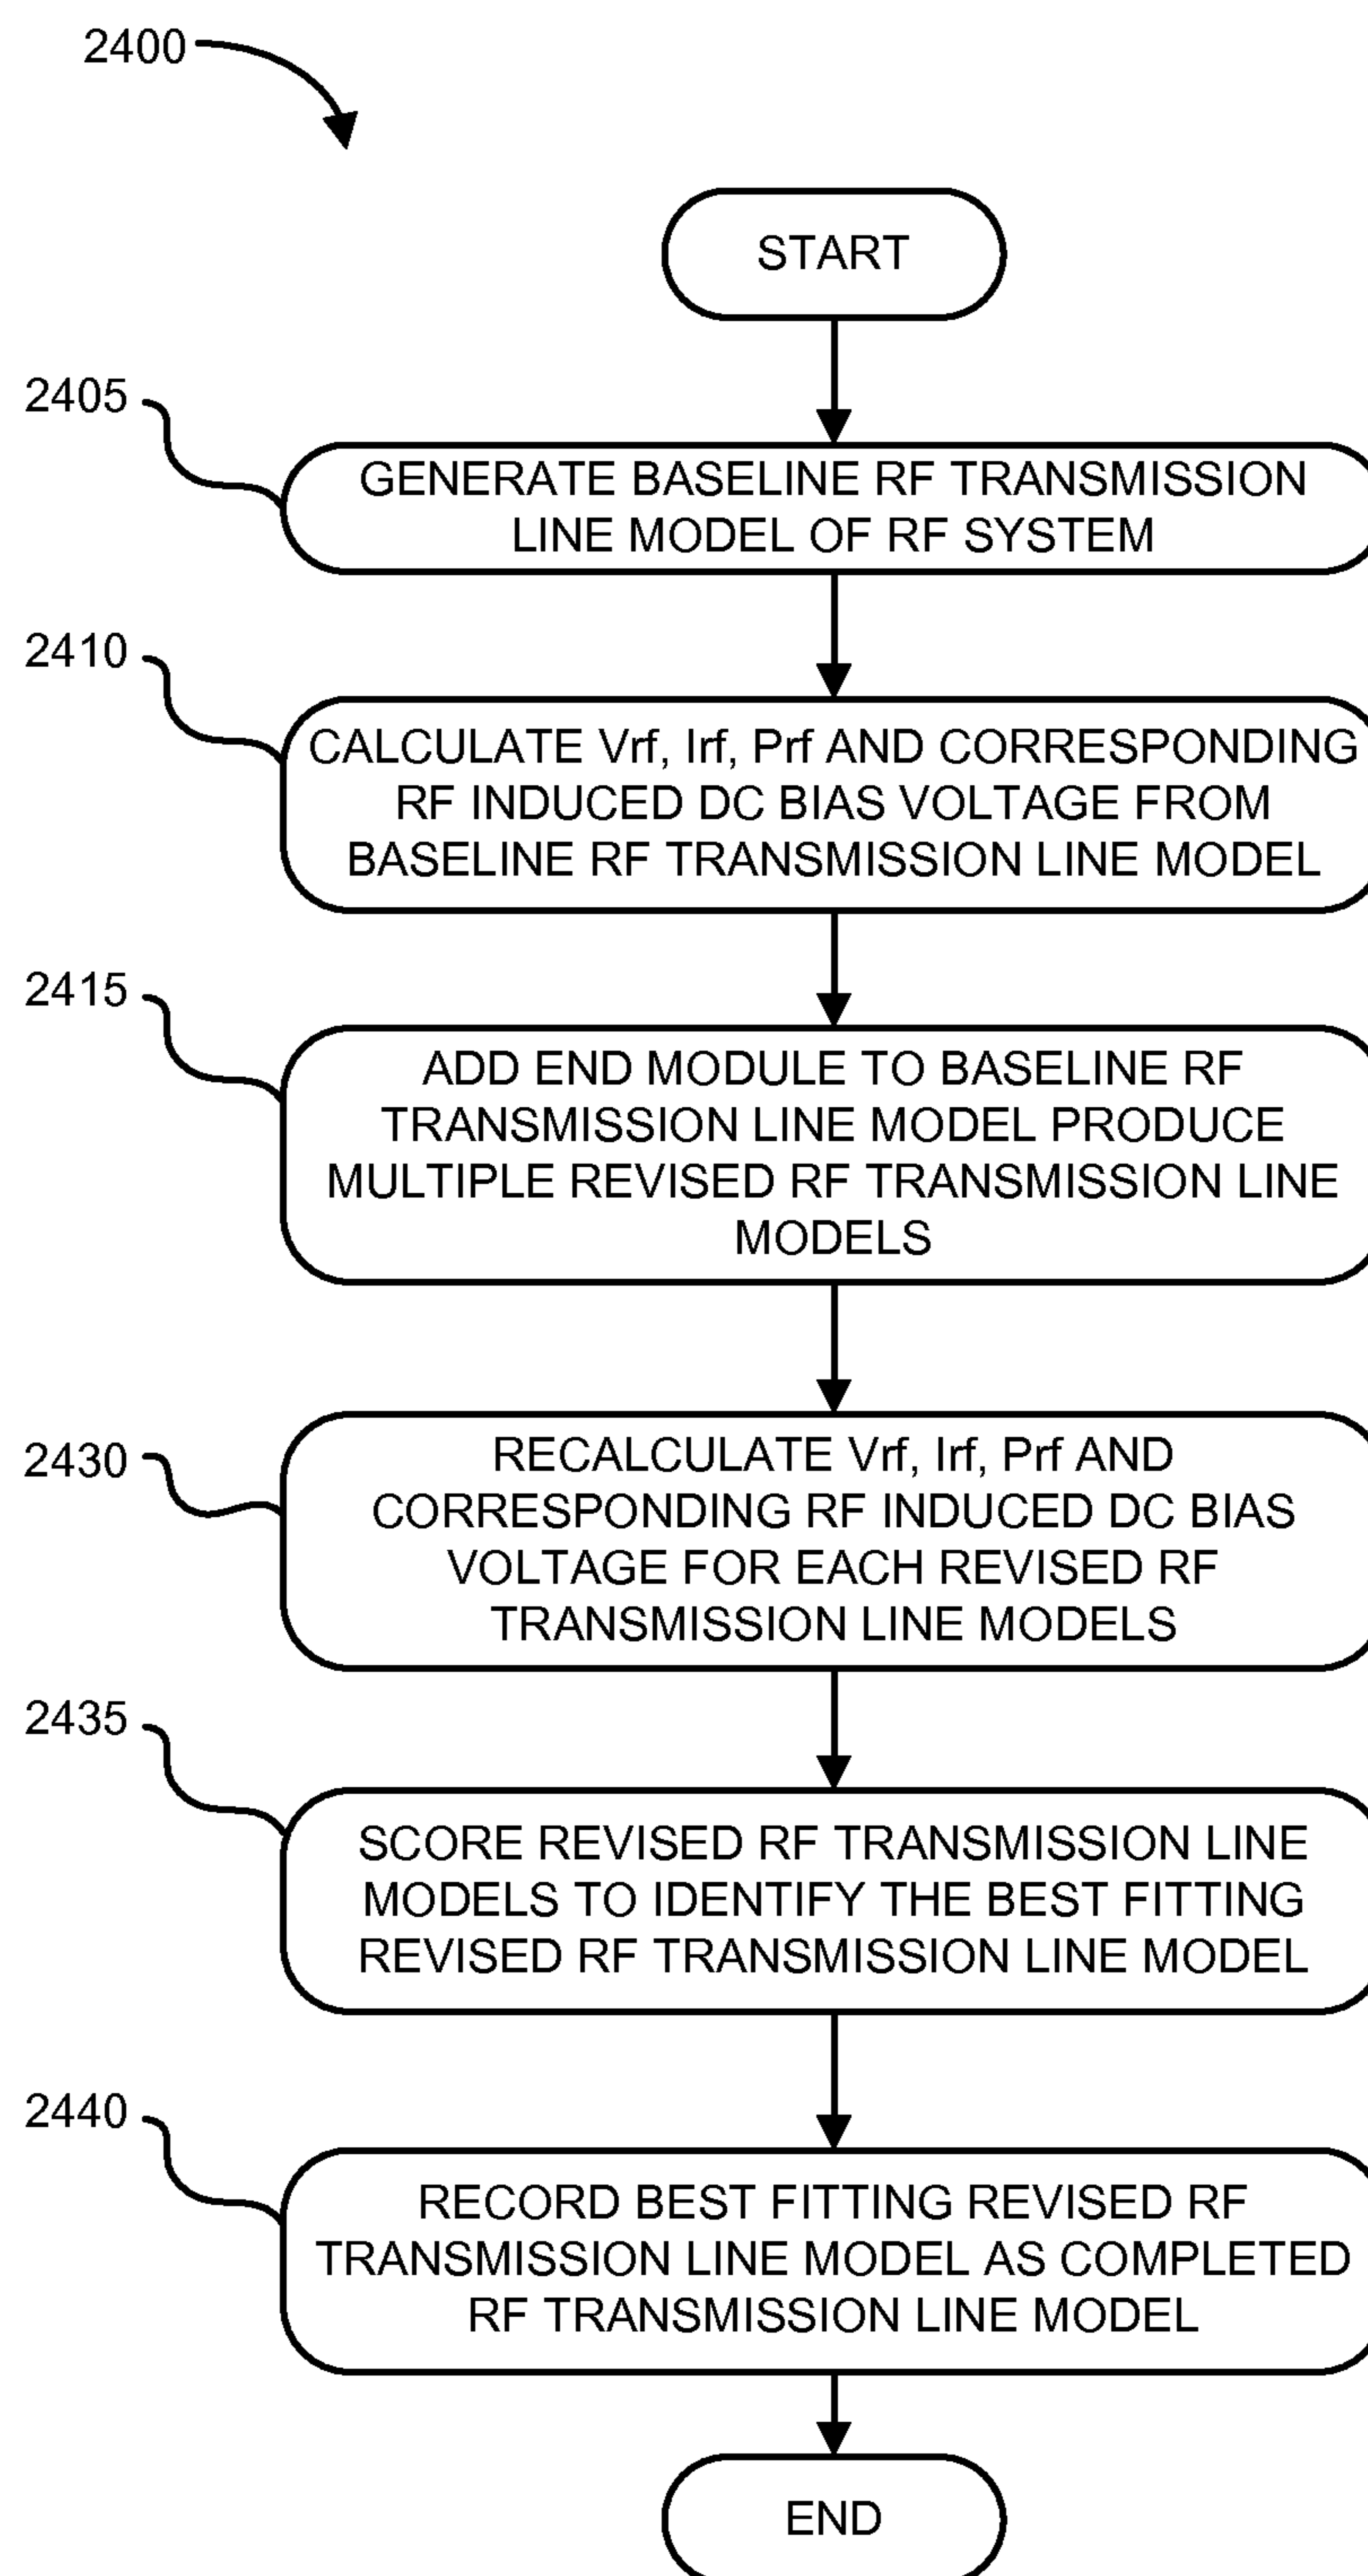 2400
START
2405
GENERATE BASELINE RF TRANSMISSION
LINE MODEL OF RF SYSTEM
2410
CALCULATE Vrf, Irf, Prf AND CORRESPONDING
RF INDUCED DC BIAS VOLTAGE FROM
BASELINE RF TRANSMISSION LINE MODEL
2415
ADD END MODULE TO BASELINE RF
TRANSMISSION LINE MODEL PRODUCE
MULTIPLE REVISED RF TRANSMISSION LINE
MODELS
2430
RECALCULATE Vrf, Irf, Prf AND
CORRESPONDING RF INDUCED DC BIAS
VOLTAGE FOR EACH REVISED RF
TRANSMISSION LINE MODELS
2435
SCORE REVISED RF TRANSMISSION LINE
MODELS TO IDENTIFY THE BEST FITTING
REVISED RF TRANSMISSION LINE MODEL
2440
RECORD BEST FITTING REVISED RF
TRANSMISSION LINE MODEL AS COMPLETED
RF TRANSMISSION LINE MODEL
END